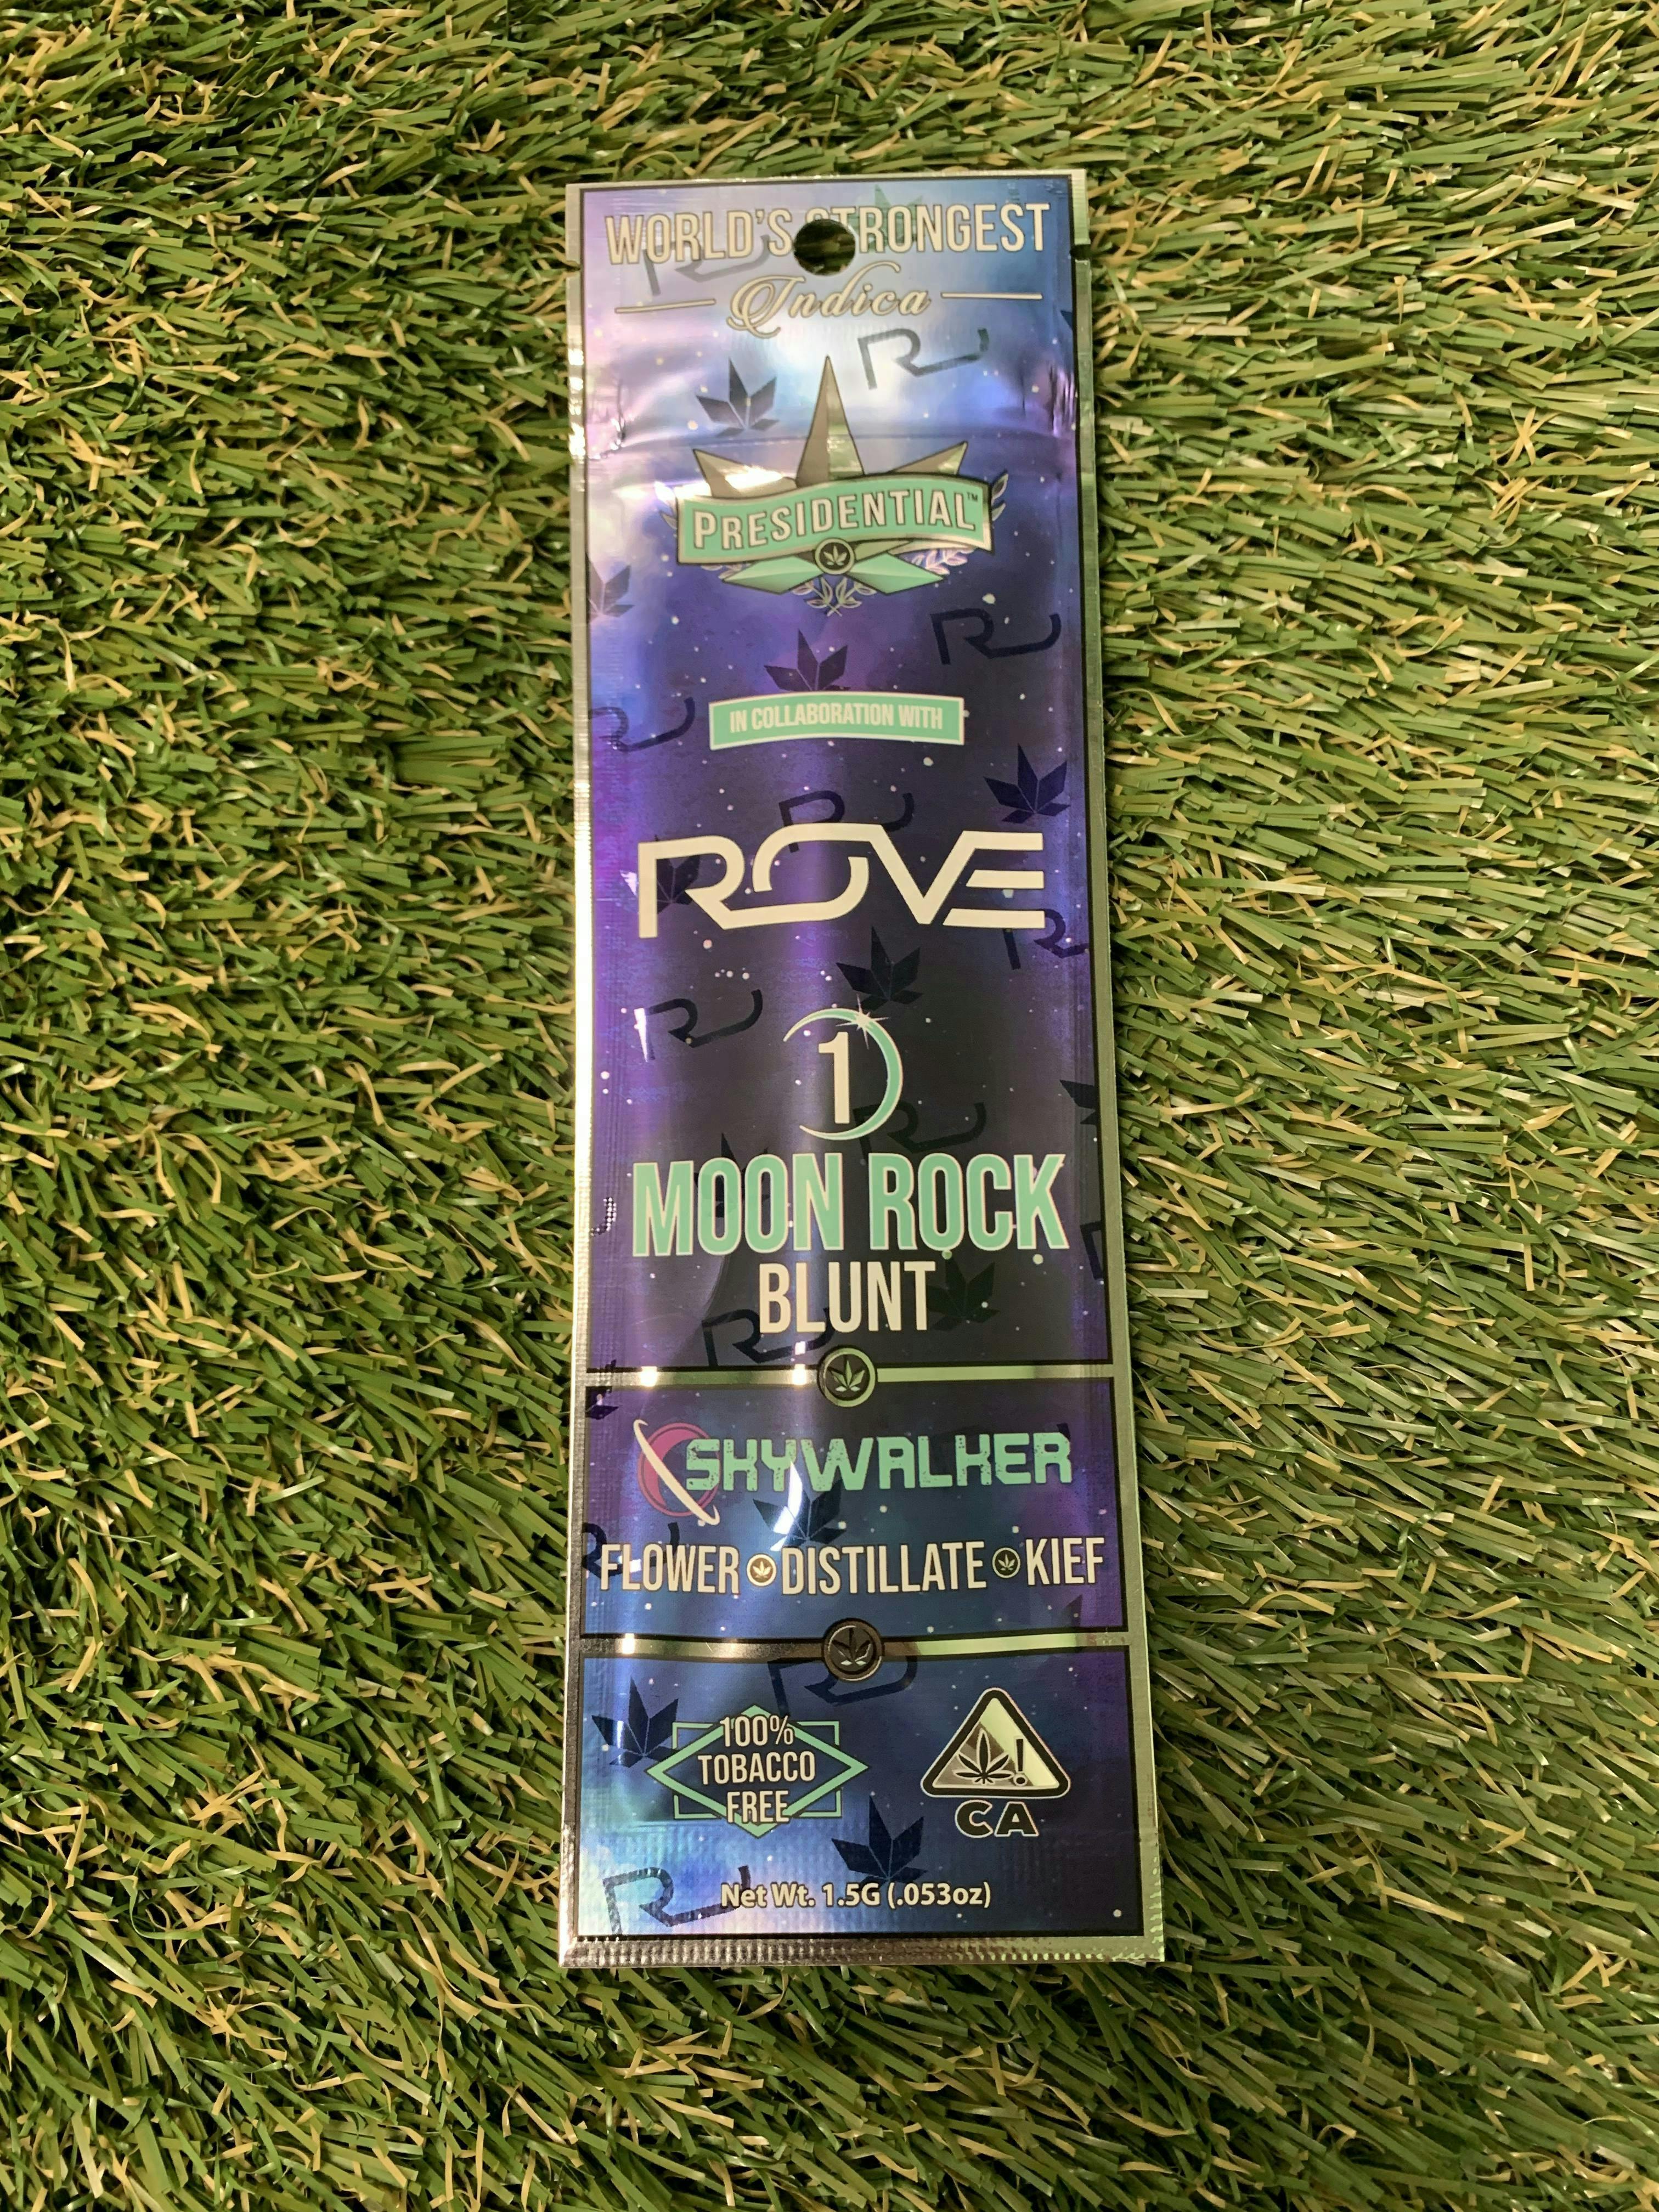 WORLD'S STRONGEST
Indica
PRESIDENTIAL™
IN COLLABORATION WITH
ROVE
1
MOON ROCK
BLUNT
SKYWALKER
FLOWER DISTILLATE KIEF
100%
TOBACCO
FREE
!
CA
Net Wt. 1.5G (.053oz)